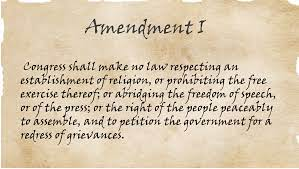 Amendment I
Congress shall make no law respecting an
establishment of religion, or prohibiting the free
exercise thereof; or abridging the freedom of speech,
or of the press; or the right of the people peaceably
to assemble, and to petition the government for a
redress of grievances.